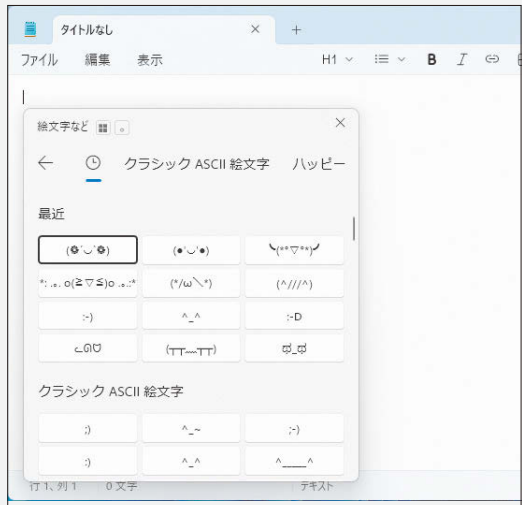 タイトルなし × +
ファイル 編集 表示 H1 B I
絵文字など 。 ×
クラシック ASCII 絵文字 ハッピー
最近
(❁´◡`❁) (●'◡'●) ╰(*°▽°*)╯
*: .｡. o(≧▽≦)o .｡.:* (*/ω＼*) (^///^)
:-) ^_^ :-D
(┬┬﹏┬┬) ಥ_ಥ
クラシック ASCII 絵文字
;) ^_~ ;-)
:) ^_^ ^____^
行 1、列 1 0 文字 テキスト